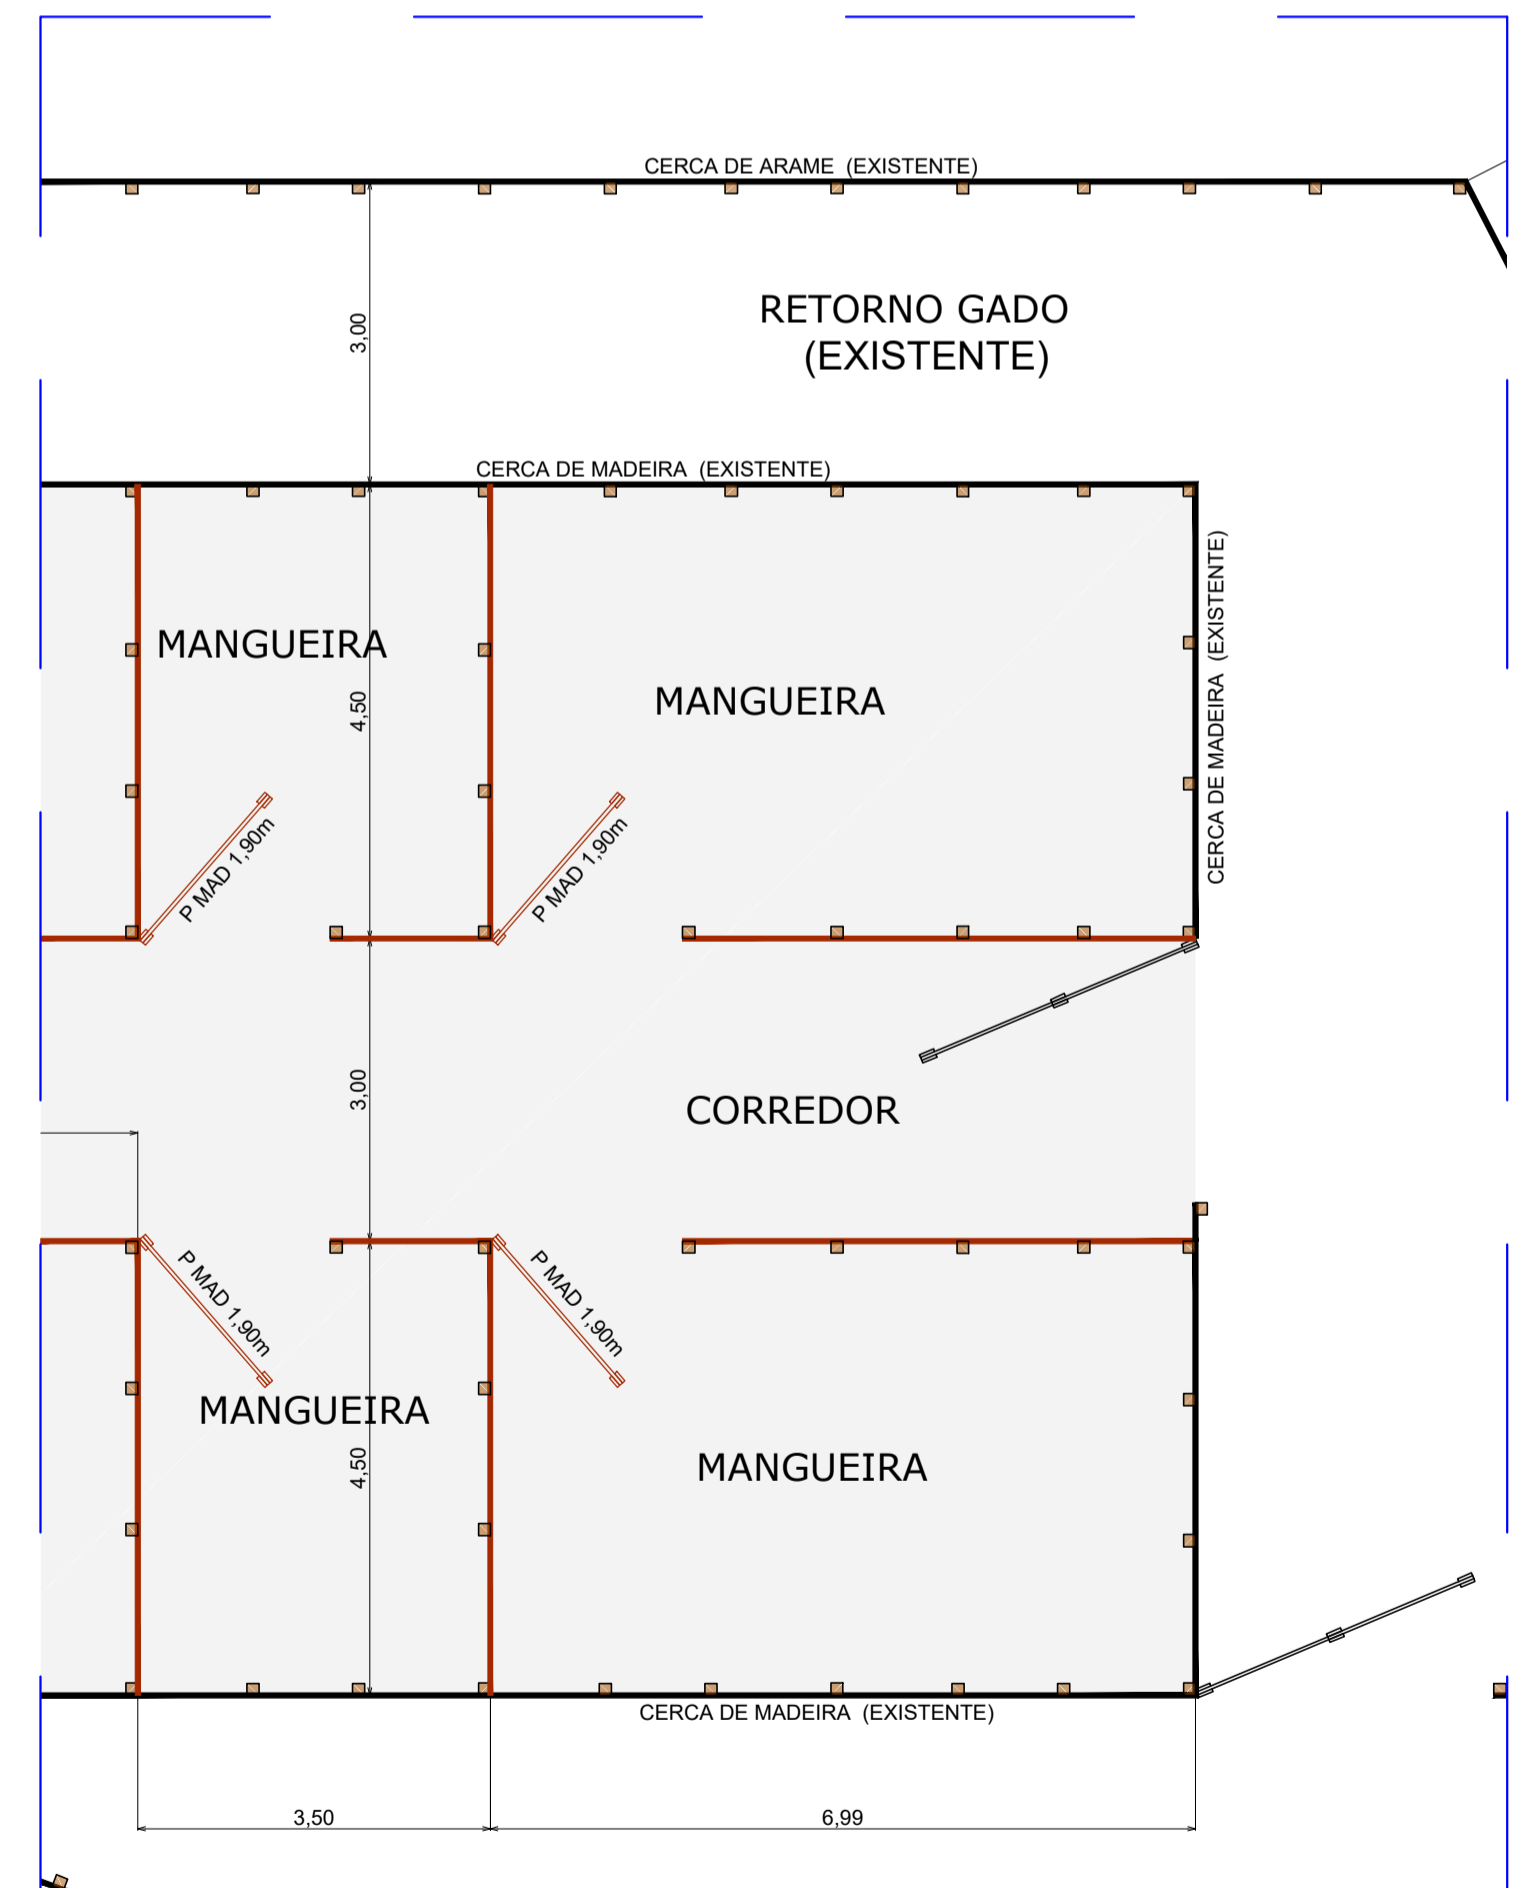 CERCA DE ARAME (EXISTENTE)
RETORNO GADO
(EXISTENTE)
3,00
CERCA DE MADEIRA (EXISTENTE)
CERCA DE MADEIRA (EXISTENTE)
MANGUEIRA
MANGUEIRA
4,50
P MAD 1,90m
P MAD 1,90m
3,00
CORREDOR
P MAD 1,90m
P MAD 1,90m
MANGUEIRA
MANGUEIRA
4,50
CERCA DE MADEIRA (EXISTENTE)
3,50
6,99